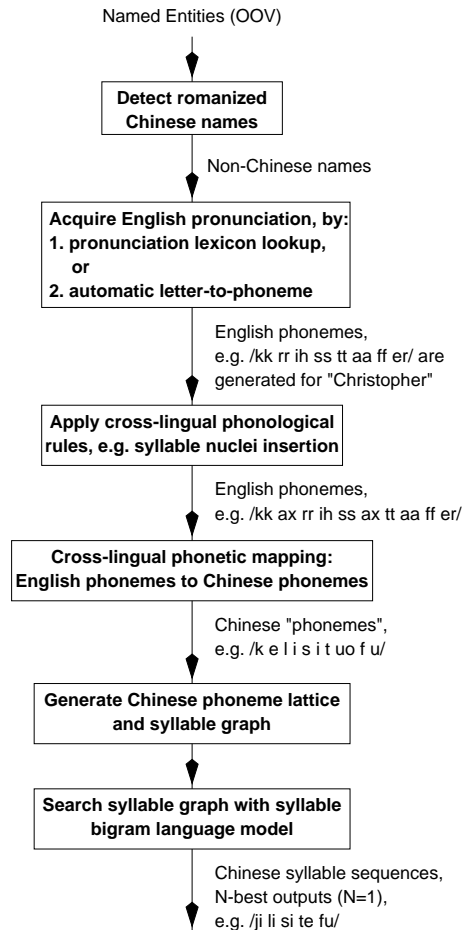 Named Entities (OOV)
Detect romanized
Chinese names
Non-Chinese names
Acquire English pronunciation, by:
1. pronunciation lexicon lookup,
or
2. automatic letter-to-phoneme
English phonemes,
e.g. /kk rr ih ss tt aa ff er/ are
generated for "Christopher"
Apply cross-lingual phonological
rules, e.g. syllable nuclei insertion
English phonemes,
e.g. /kk ax rr ih ss ax tt aa ff er/
Cross-lingual phonetic mapping:
English phonemes to Chinese phonemes
Chinese "phonemes",
e.g. /k e l i s i t uo f u/
Generate Chinese phoneme lattice
and syllable graph
Search syllable graph with syllable
bigram language model
Chinese syllable sequences,
N-best outputs (N=1),
e.g. /ji li si te fu/